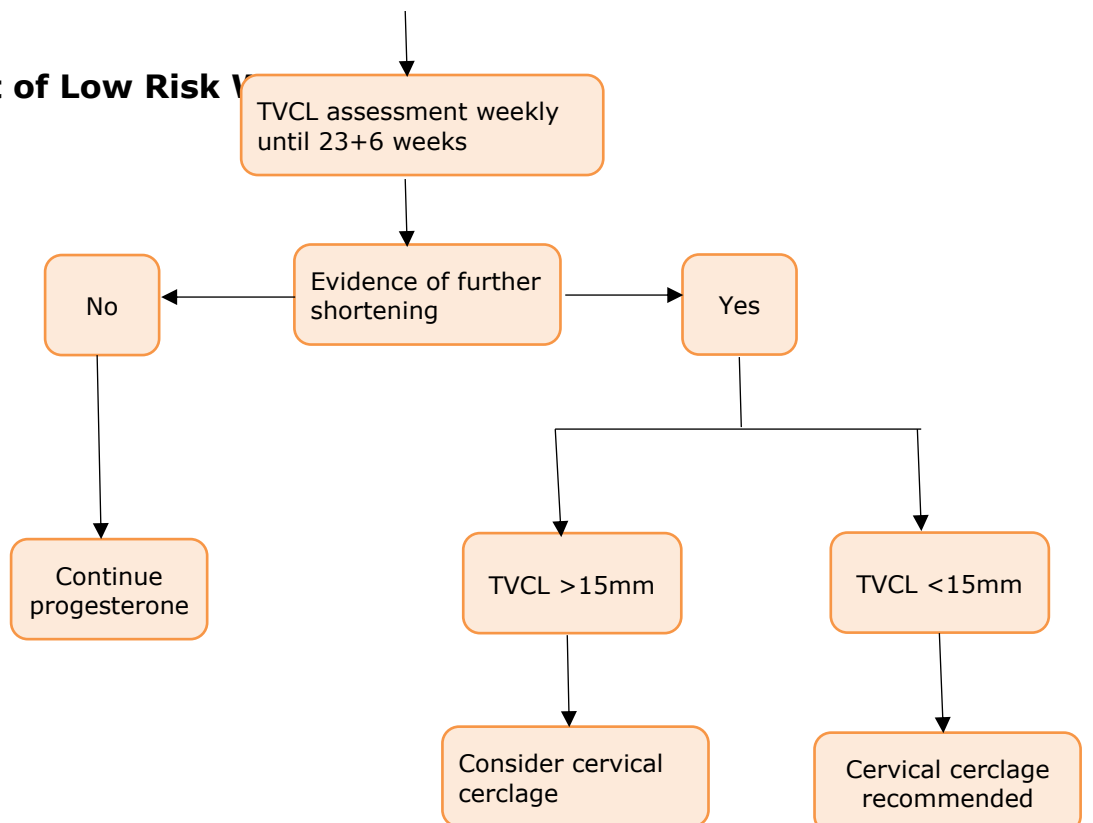 of Low Risk
TVCL assessment weekly
until 23+6 weeks
Evidence of further
shortening
No
Yes
Continue
progesterone
TVCL >15mm
TVCL <15mm
Consider cervical
cerclage
Cervical cerclage
recommended